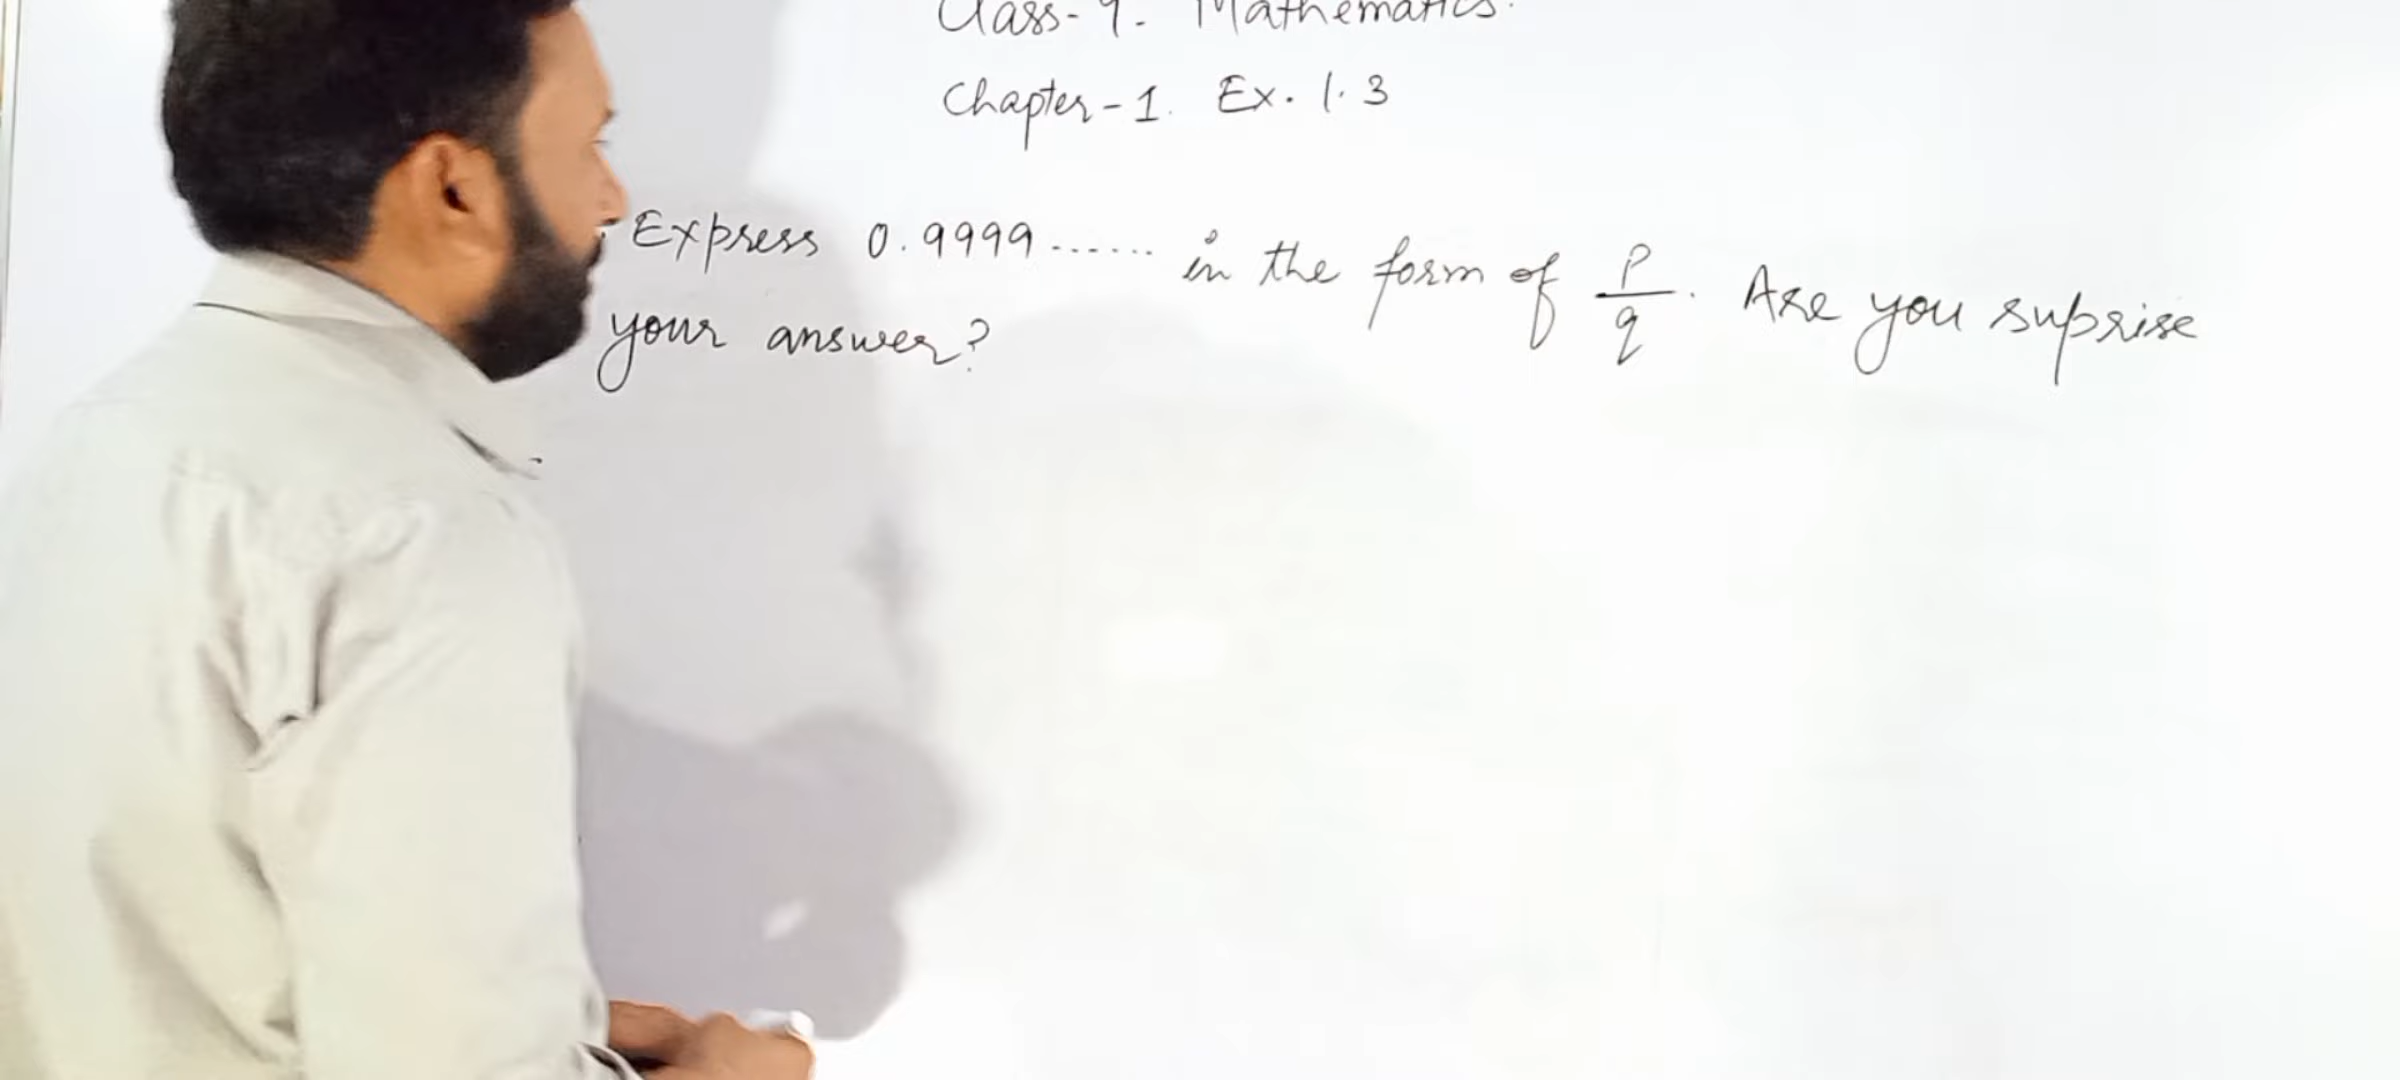 Class-9. Mathematics.
Chapter-1. Ex. 1.3
Express 0.9999...... in the form of p/q. Are you suprise
your answer?